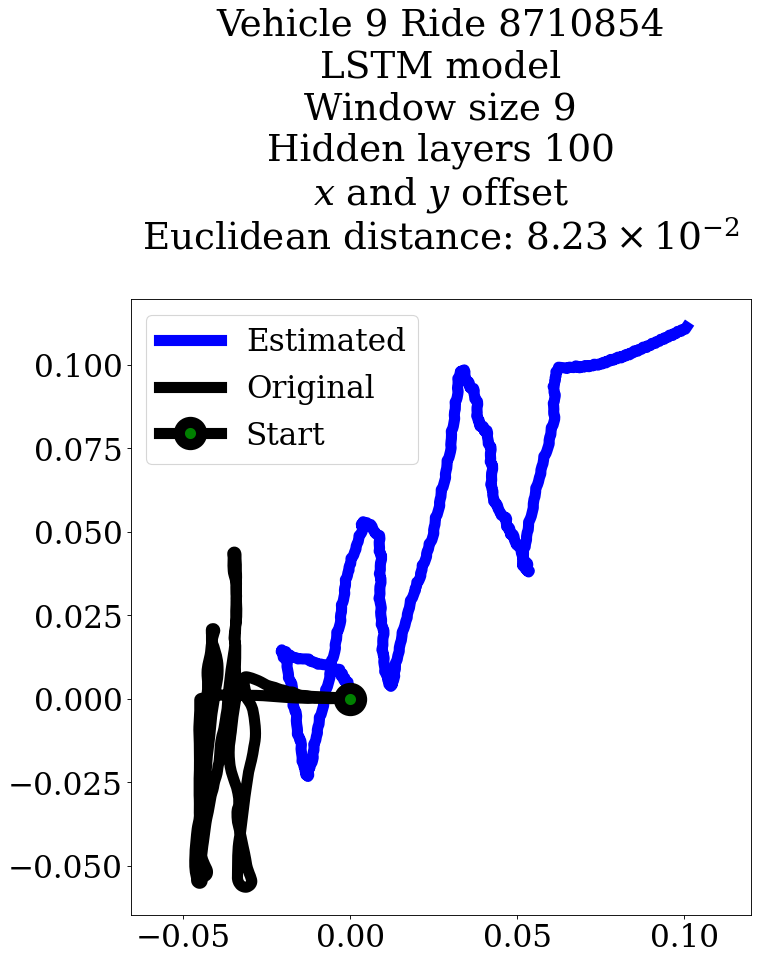 Vehicle 9 Ride 8710854
LSTM model
Window size 9
Hidden layers 100
x and y offset
Euclidean distance: 8.23 × 10⁻²
Estimated
Original
Start
0.100
0.075
0.050
0.025
0.000
−0.025
−0.050
−0.05 0.00 0.05 0.10